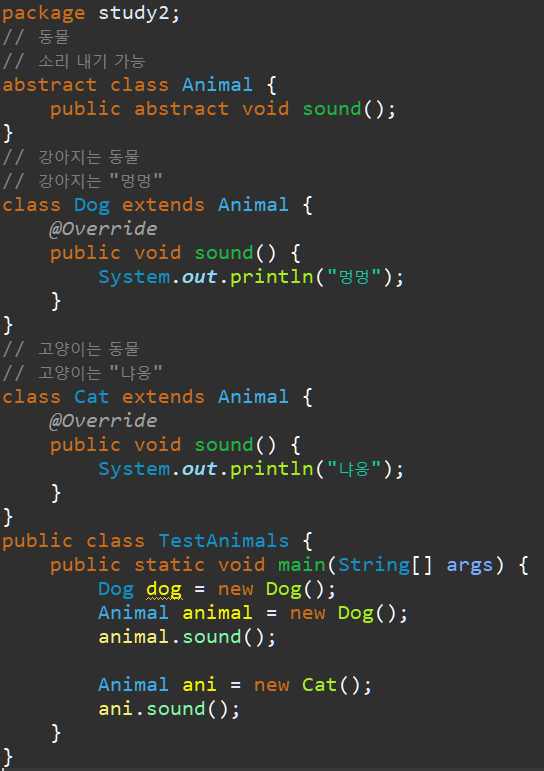 package study2;
// 동물
// 소리 내기 가능
abstract class Animal {
    public abstract void sound();
}
// 강아지는 동물
// 강아지는 "멍멍"
class Dog extends Animal {
    @Override
    public void sound() {
        System.out.println("멍멍");
    }
}
// 고양이는 동물
// 고양이는 "냐옹"
class Cat extends Animal {
    @Override
    public void sound() {
        System.out.println("냐옹");
    }
}
public class TestAnimals {
    public static void main(String[] args) {
        Dog dog = new Dog();
        Animal animal = new Dog();
        animal.sound();

        Animal ani = new Cat();
        ani.sound();
    }
}